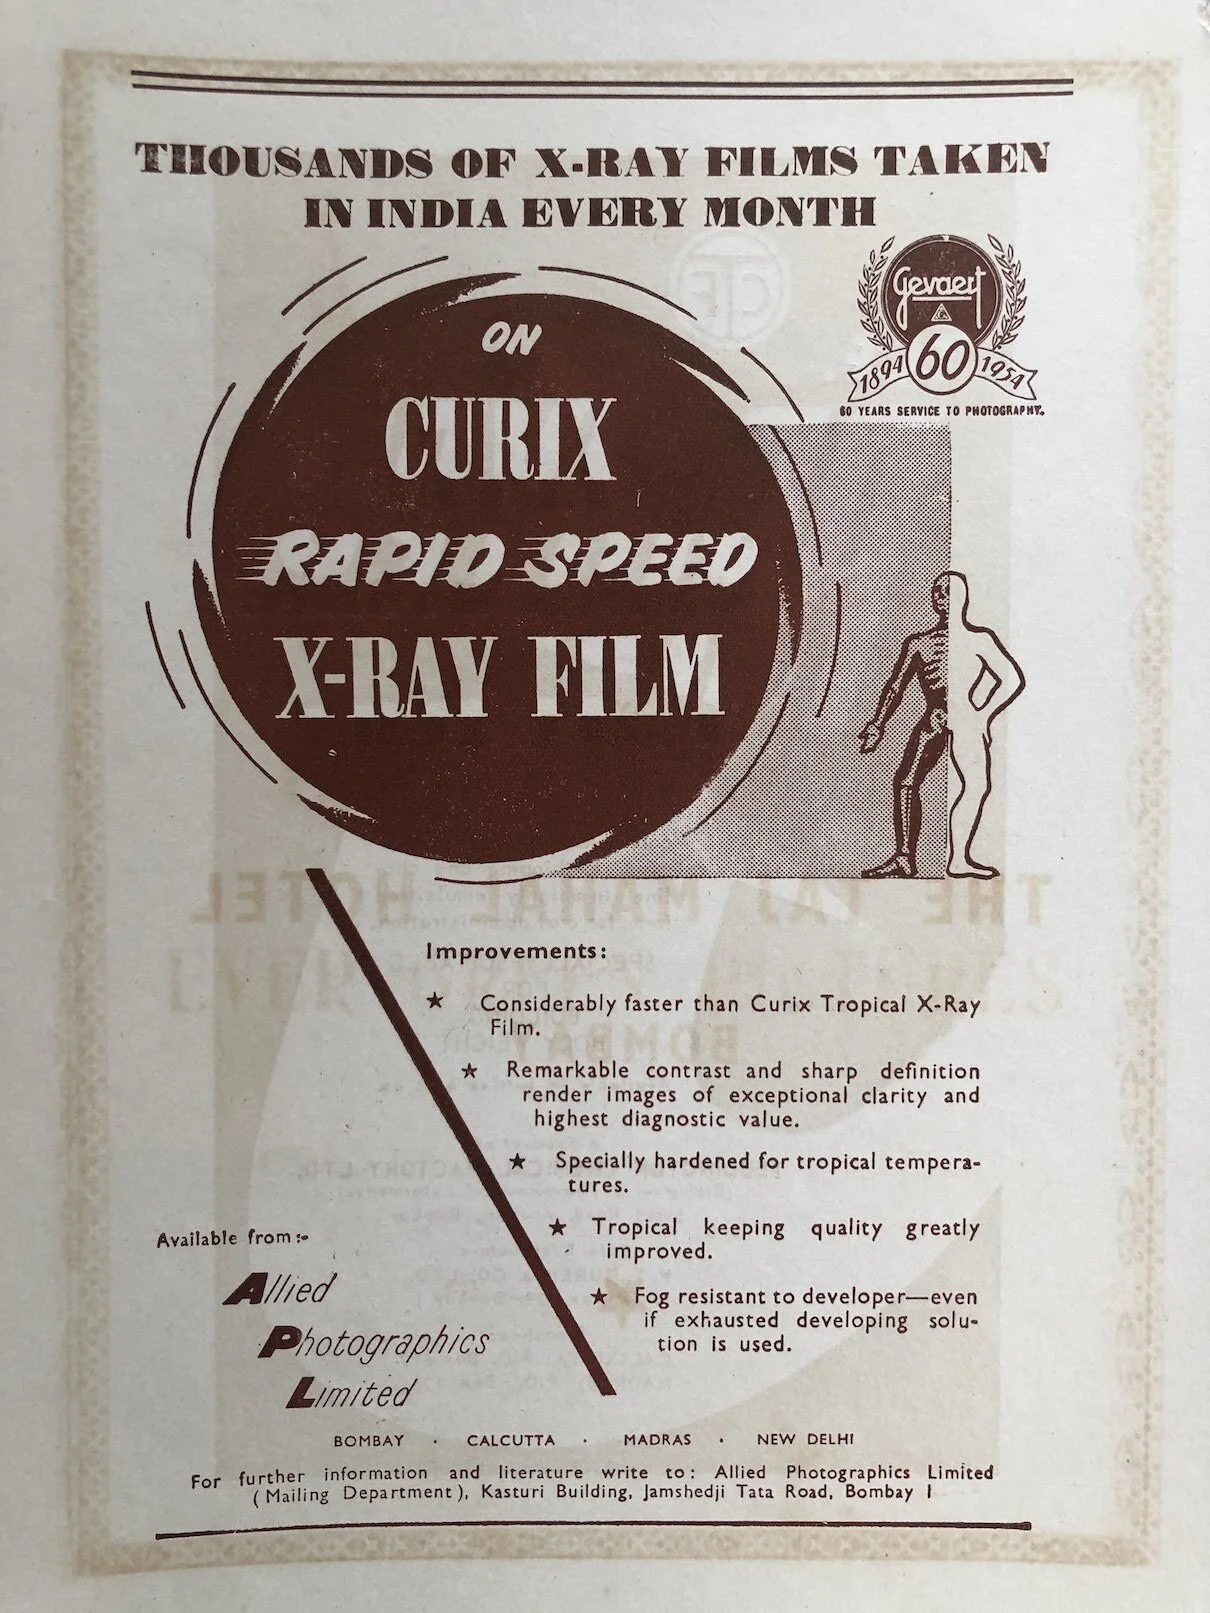 THOUSANDS OF X-RAY FILMS TAKEN
IN INDIA EVERY MONTH
Gevaert
1894 60 1954
60 YEARS SERVICE TO PHOTOGRAPHY.
ON
CURIX
RAPID SPEED
X-RAY FILM
Improvements:
★ Considerably faster than Curix Tropical X-Ray
Film.
★ Remarkable contrast and sharp definition
render images of exceptional clarity and
highest diagnostic value.
★ Specially hardened for tropical tempera-
tures.
★ Tropical keeping quality greatly
improved.
★ Fog resistant to developer—even
if exhausted developing solu-
tion is used.
Available from:-
Allied
Photographics
Limited
BOMBAY · CALCUTTA · MADRAS · NEW DELHI
For further information and literature write to: Allied Photographics Limited
(Mailing Department), Kasturi Building, Jamshedji Tata Road, Bombay 1
THE TAJ MAHAL HOTEL
BOMBAY